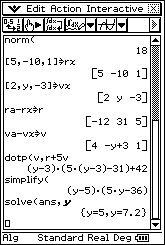 Edit Action Interactive
norm(
18
[5,-10,1]⇒rx
[5 -10 1]
[2,y,-3]⇒vx
[2 y -3]
ra-rx⇒r
[-12 31 5]
va-vx⇒v
[4 -y+3 1]
dotp(v,r+5v
(y-3)·(5·(y-3)-31)+42
simplify(
(y-5)·(5·y-36)
solve(ans,y
{y=5,y=7.2}
Alg Standard Real Deg